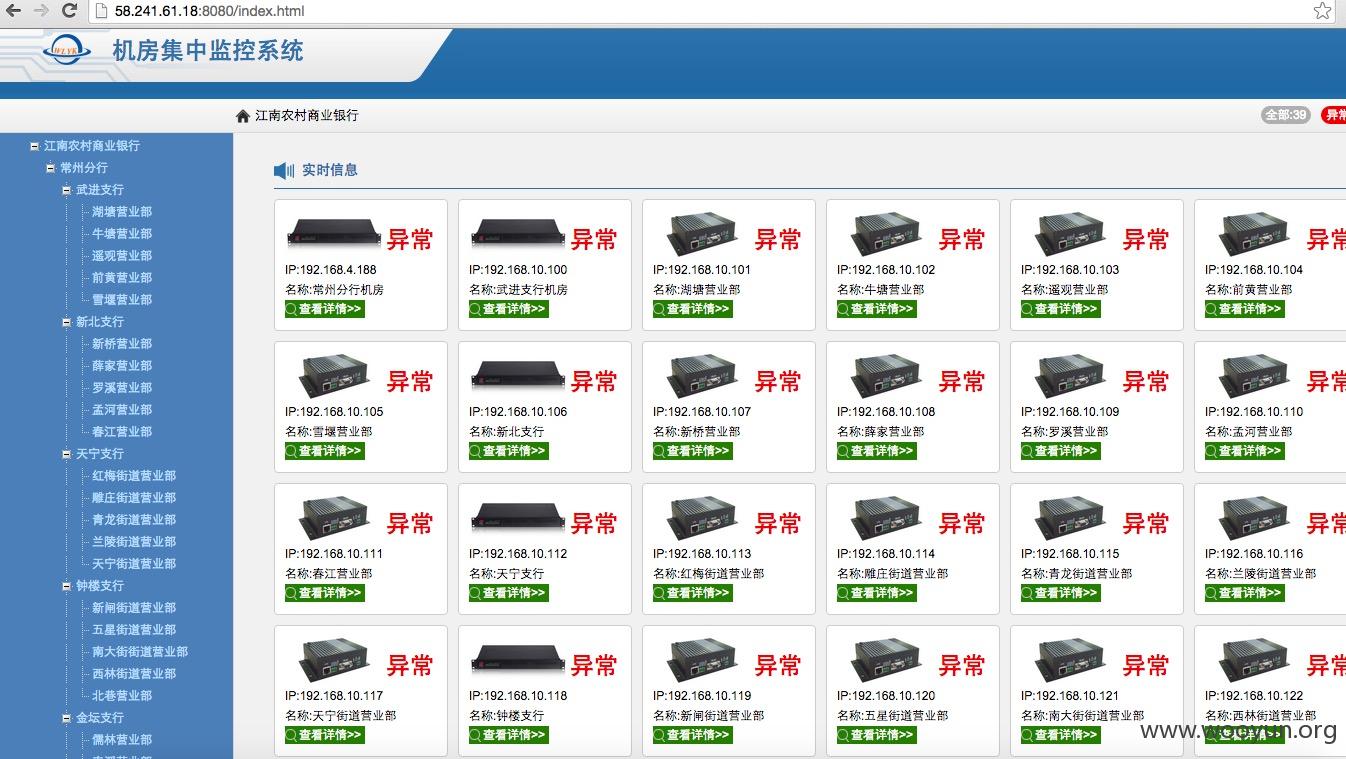 58.241.61.18:8080/index.html
WLYK
机房集中监控系统
江南农村商业银行
全部:39
异常
江南农村商业银行
常州分行
武进支行
湖塘营业部
牛塘营业部
遥观营业部
前黄营业部
雪堰营业部
新北支行
新桥营业部
薛家营业部
罗溪营业部
孟河营业部
春江营业部
天宁支行
红梅街道营业部
雕庄街道营业部
青龙街道营业部
兰陵街道营业部
天宁街道营业部
钟楼支行
新闸街道营业部
五星街道营业部
南大街街道营业部
西林街道营业部
北巷营业部
金坛支行
儒林营业部
实时信息
异常
IP:192.168.4.188
名称:常州分行机房
查看详情>>
异常
IP:192.168.10.100
名称:武进支行机房
查看详情>>
异常
IP:192.168.10.101
名称:湖塘营业部
查看详情>>
异常
IP:192.168.10.102
名称:牛塘营业部
查看详情>>
异常
IP:192.168.10.103
名称:遥观营业部
查看详情>>
异常
IP:192.168.10.104
名称:前黄营业部
查看详情>>
异常
IP:192.168.10.105
名称:雪堰营业部
查看详情>>
异常
IP:192.168.10.106
名称:新北支行
查看详情>>
异常
IP:192.168.10.107
名称:新桥营业部
查看详情>>
异常
IP:192.168.10.108
名称:薛家营业部
查看详情>>
异常
IP:192.168.10.109
名称:罗溪营业部
查看详情>>
异常
IP:192.168.10.110
名称:孟河营业部
查看详情>>
异常
IP:192.168.10.111
名称:春江营业部
查看详情>>
异常
IP:192.168.10.112
名称:天宁支行
查看详情>>
异常
IP:192.168.10.113
名称:红梅街道营业部
查看详情>>
异常
IP:192.168.10.114
名称:雕庄街道营业部
查看详情>>
异常
IP:192.168.10.115
名称:青龙街道营业部
查看详情>>
异常
IP:192.168.10.116
名称:兰陵街道营业部
查看详情>>
异常
IP:192.168.10.117
名称:天宁街道营业部
查看详情>>
异常
IP:192.168.10.118
名称:钟楼支行
查看详情>>
异常
IP:192.168.10.119
名称:新闸街道营业部
查看详情>>
异常
IP:192.168.10.120
名称:五星街道营业部
查看详情>>
异常
IP:192.168.10.121
名称:南大街街道营业部
查看详情>>
异常
IP:192.168.10.122
名称:西林街道营业部
查看详情>>
www.wooyun.org